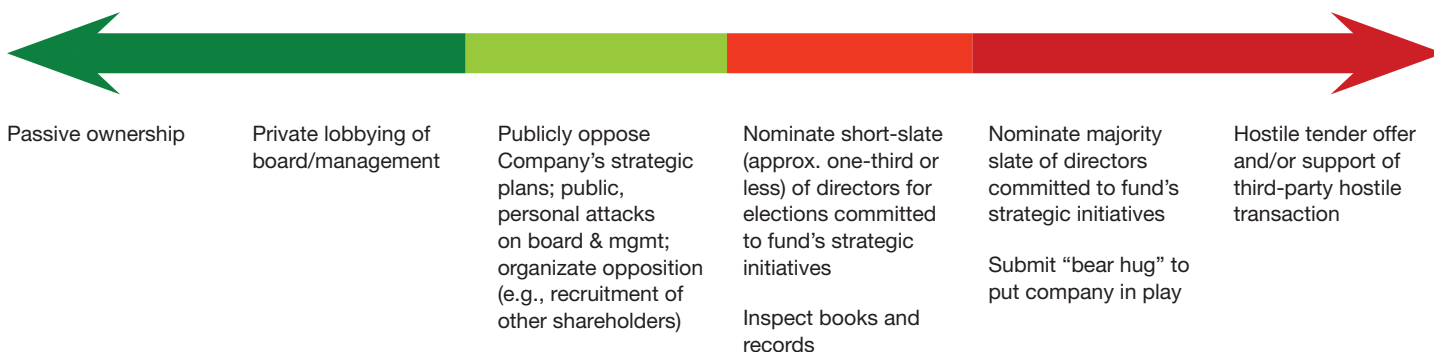 Passive ownership
Private lobbying of
board/management
Publicly oppose
Company's strategic
plans; public,
personal attacks
on board & mgmt;
organizate opposition
(e.g., recruitment of
other shareholders)
Nominate short-slate
(approx. one-third or
less) of directors for
elections committed
to fund's strategic
initiatives
Inspect books and
records
Nominate majority
slate of directors
committed to fund's
strategic initiatives
Submit “bear hug” to
put company in play
Hostile tender offer
and/or support of
third-party hostile
transaction